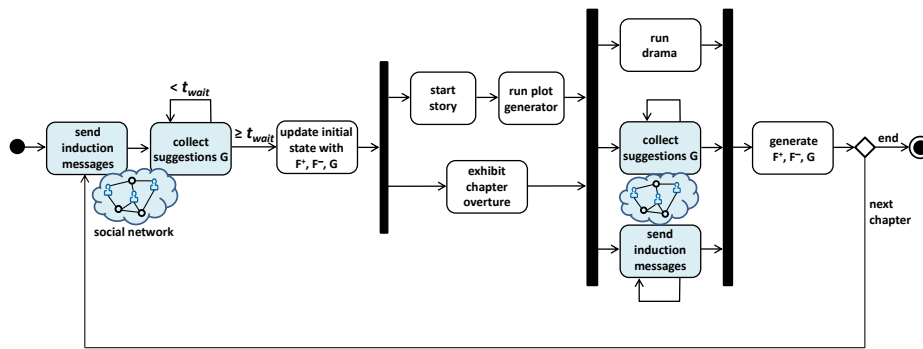 send
induction
messages
< t_wait
collect
suggestions G
≥ t_wait
social network
update initial
state with
F⁺, F⁻, G
start
story
run plot
generator
exhibit
chapter
overture
run
drama
collect
suggestions G
send
induction
messages
generate
F⁺, F⁻, G
end
next
chapter